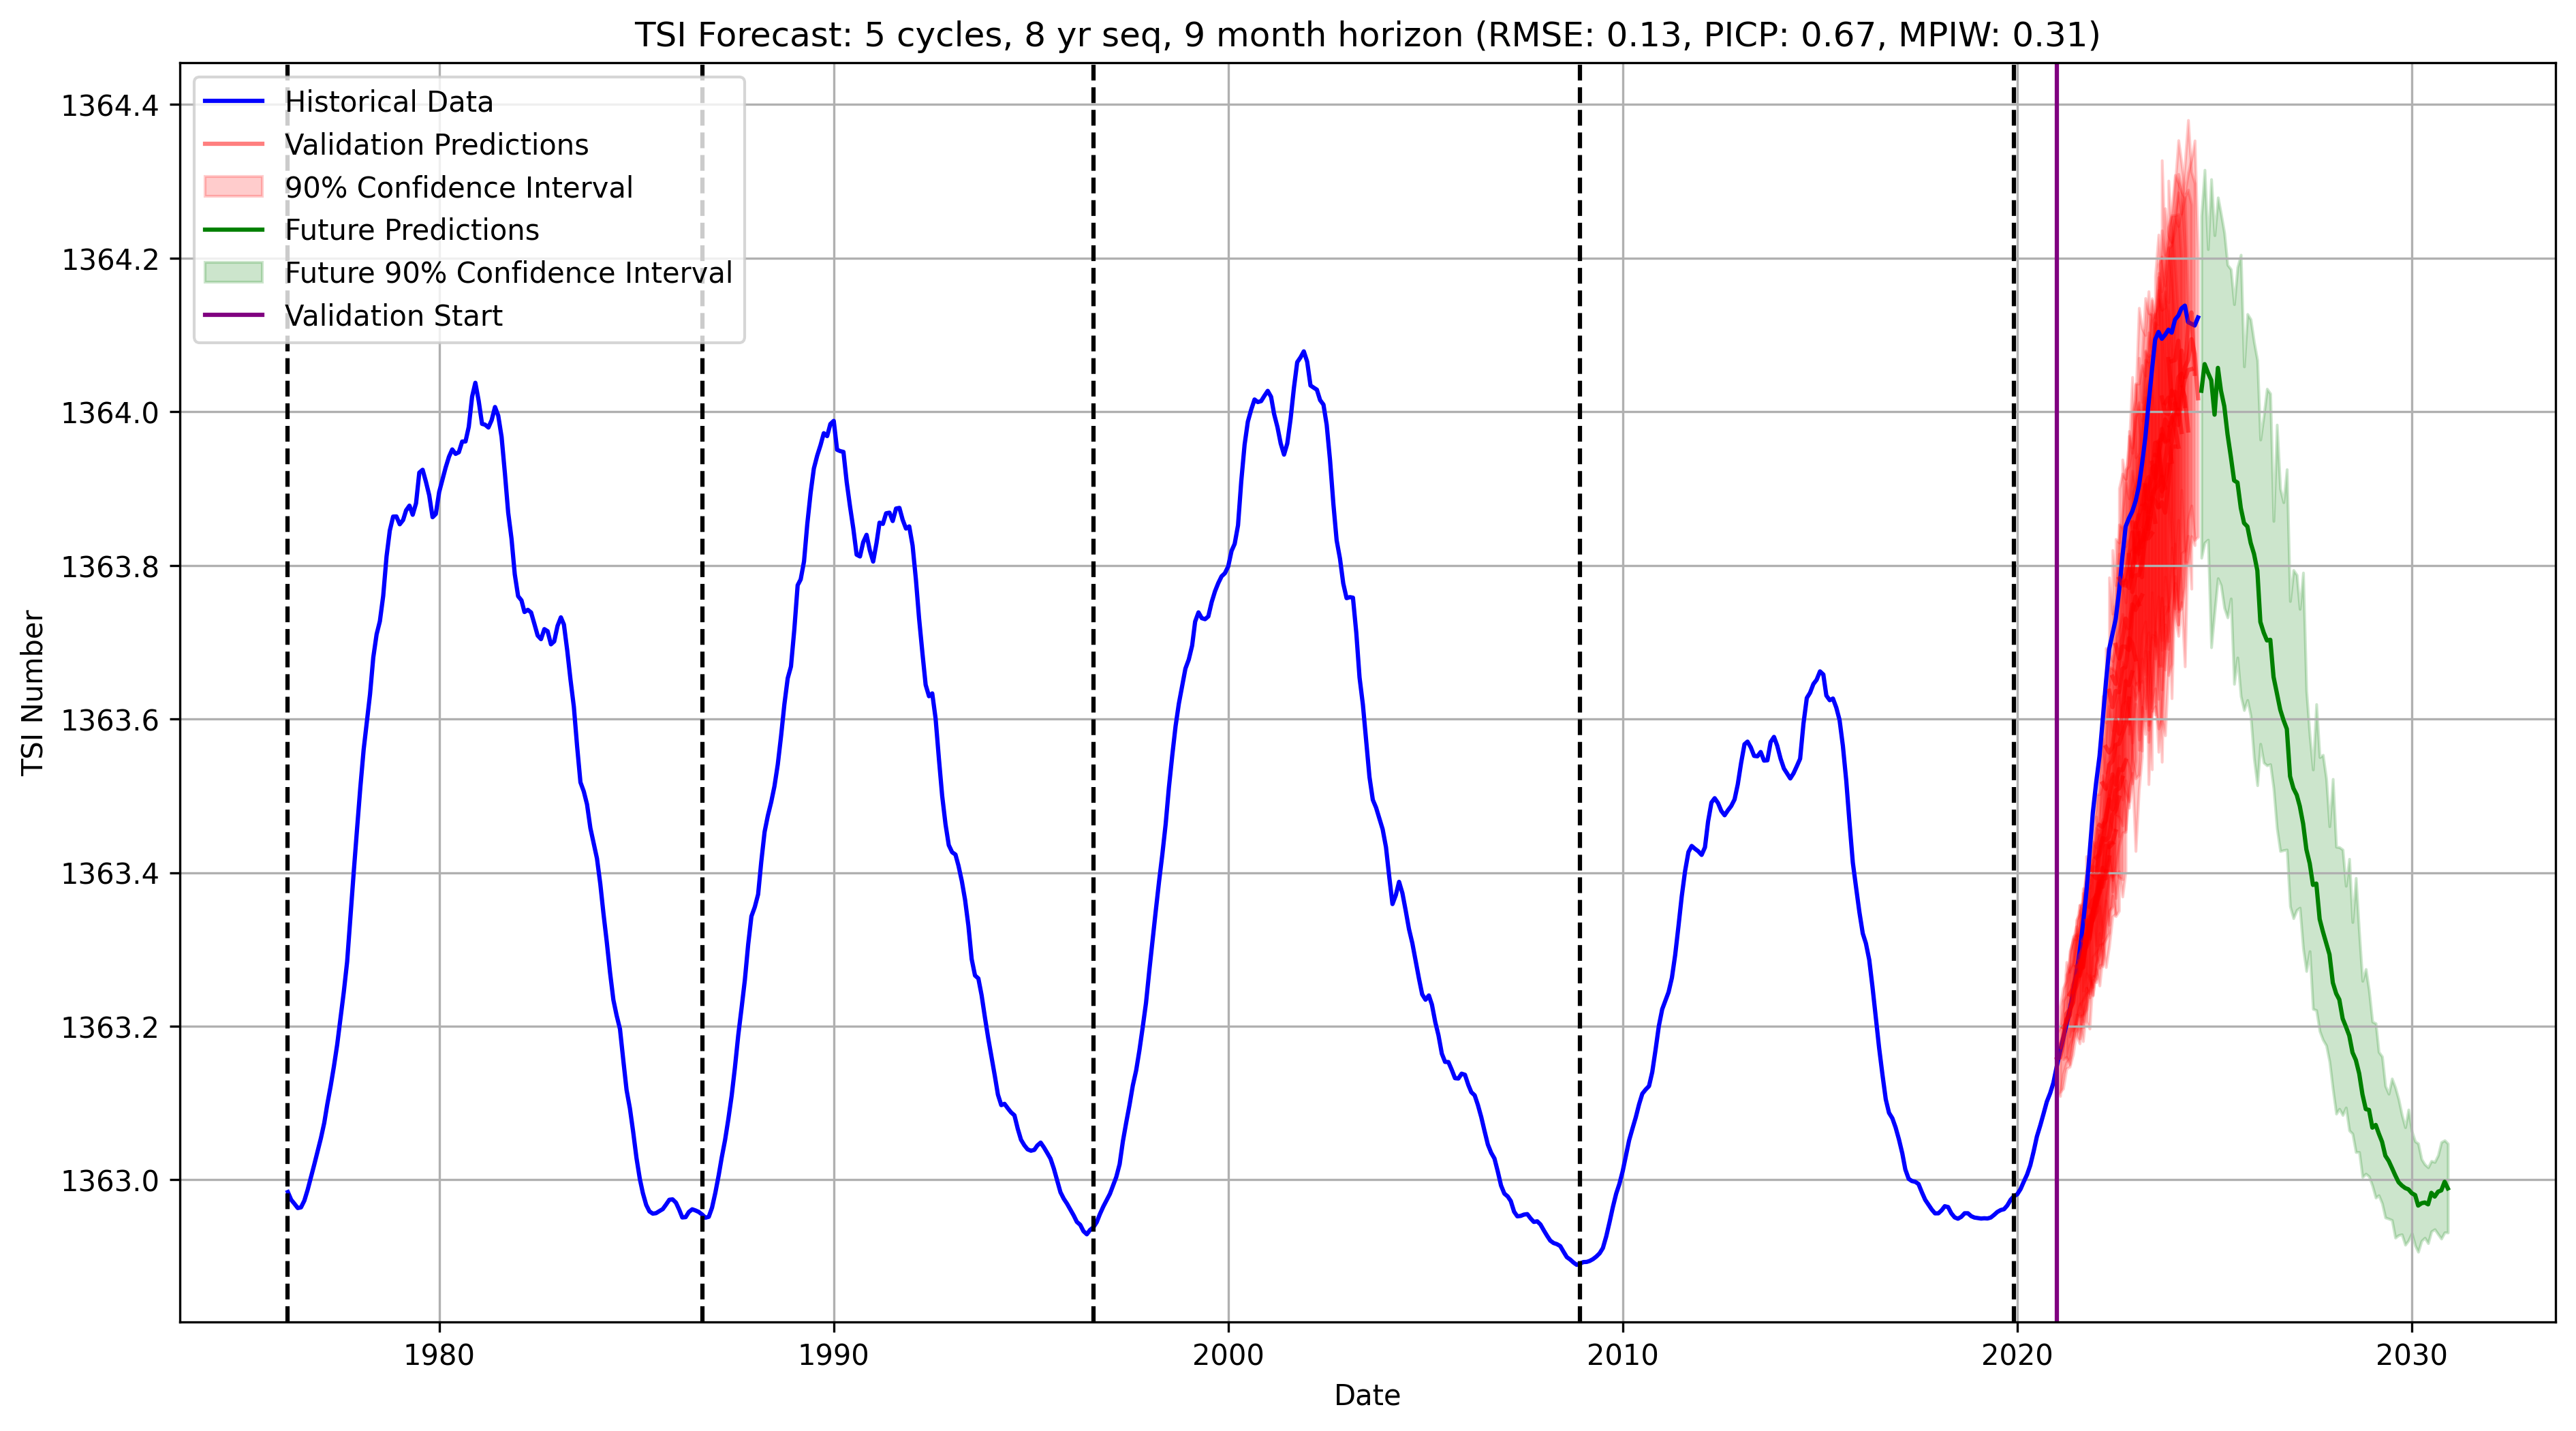 TSI Forecast: 5 cycles, 8 yr seq, 9 month horizon (RMSE: 0.13, PICP: 0.67, MPIW: 0.31)
Historical Data
Validation Predictions
90% Confidence Interval
Future Predictions
Future 90% Confidence Interval
Validation Start
TSI Number
1364.4
1364.2
1364.0
1363.8
1363.6
1363.4
1363.2
1363.0
1980
1990
2000
2010
2020
2030
Date